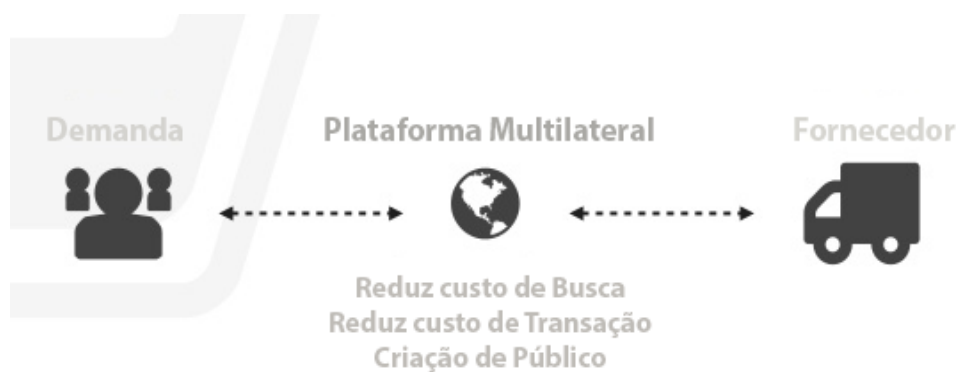 Demanda
Plataforma Multilateral
Fornecedor
Reduz custo de Busca
Reduz custo de Transação
Criação de Público